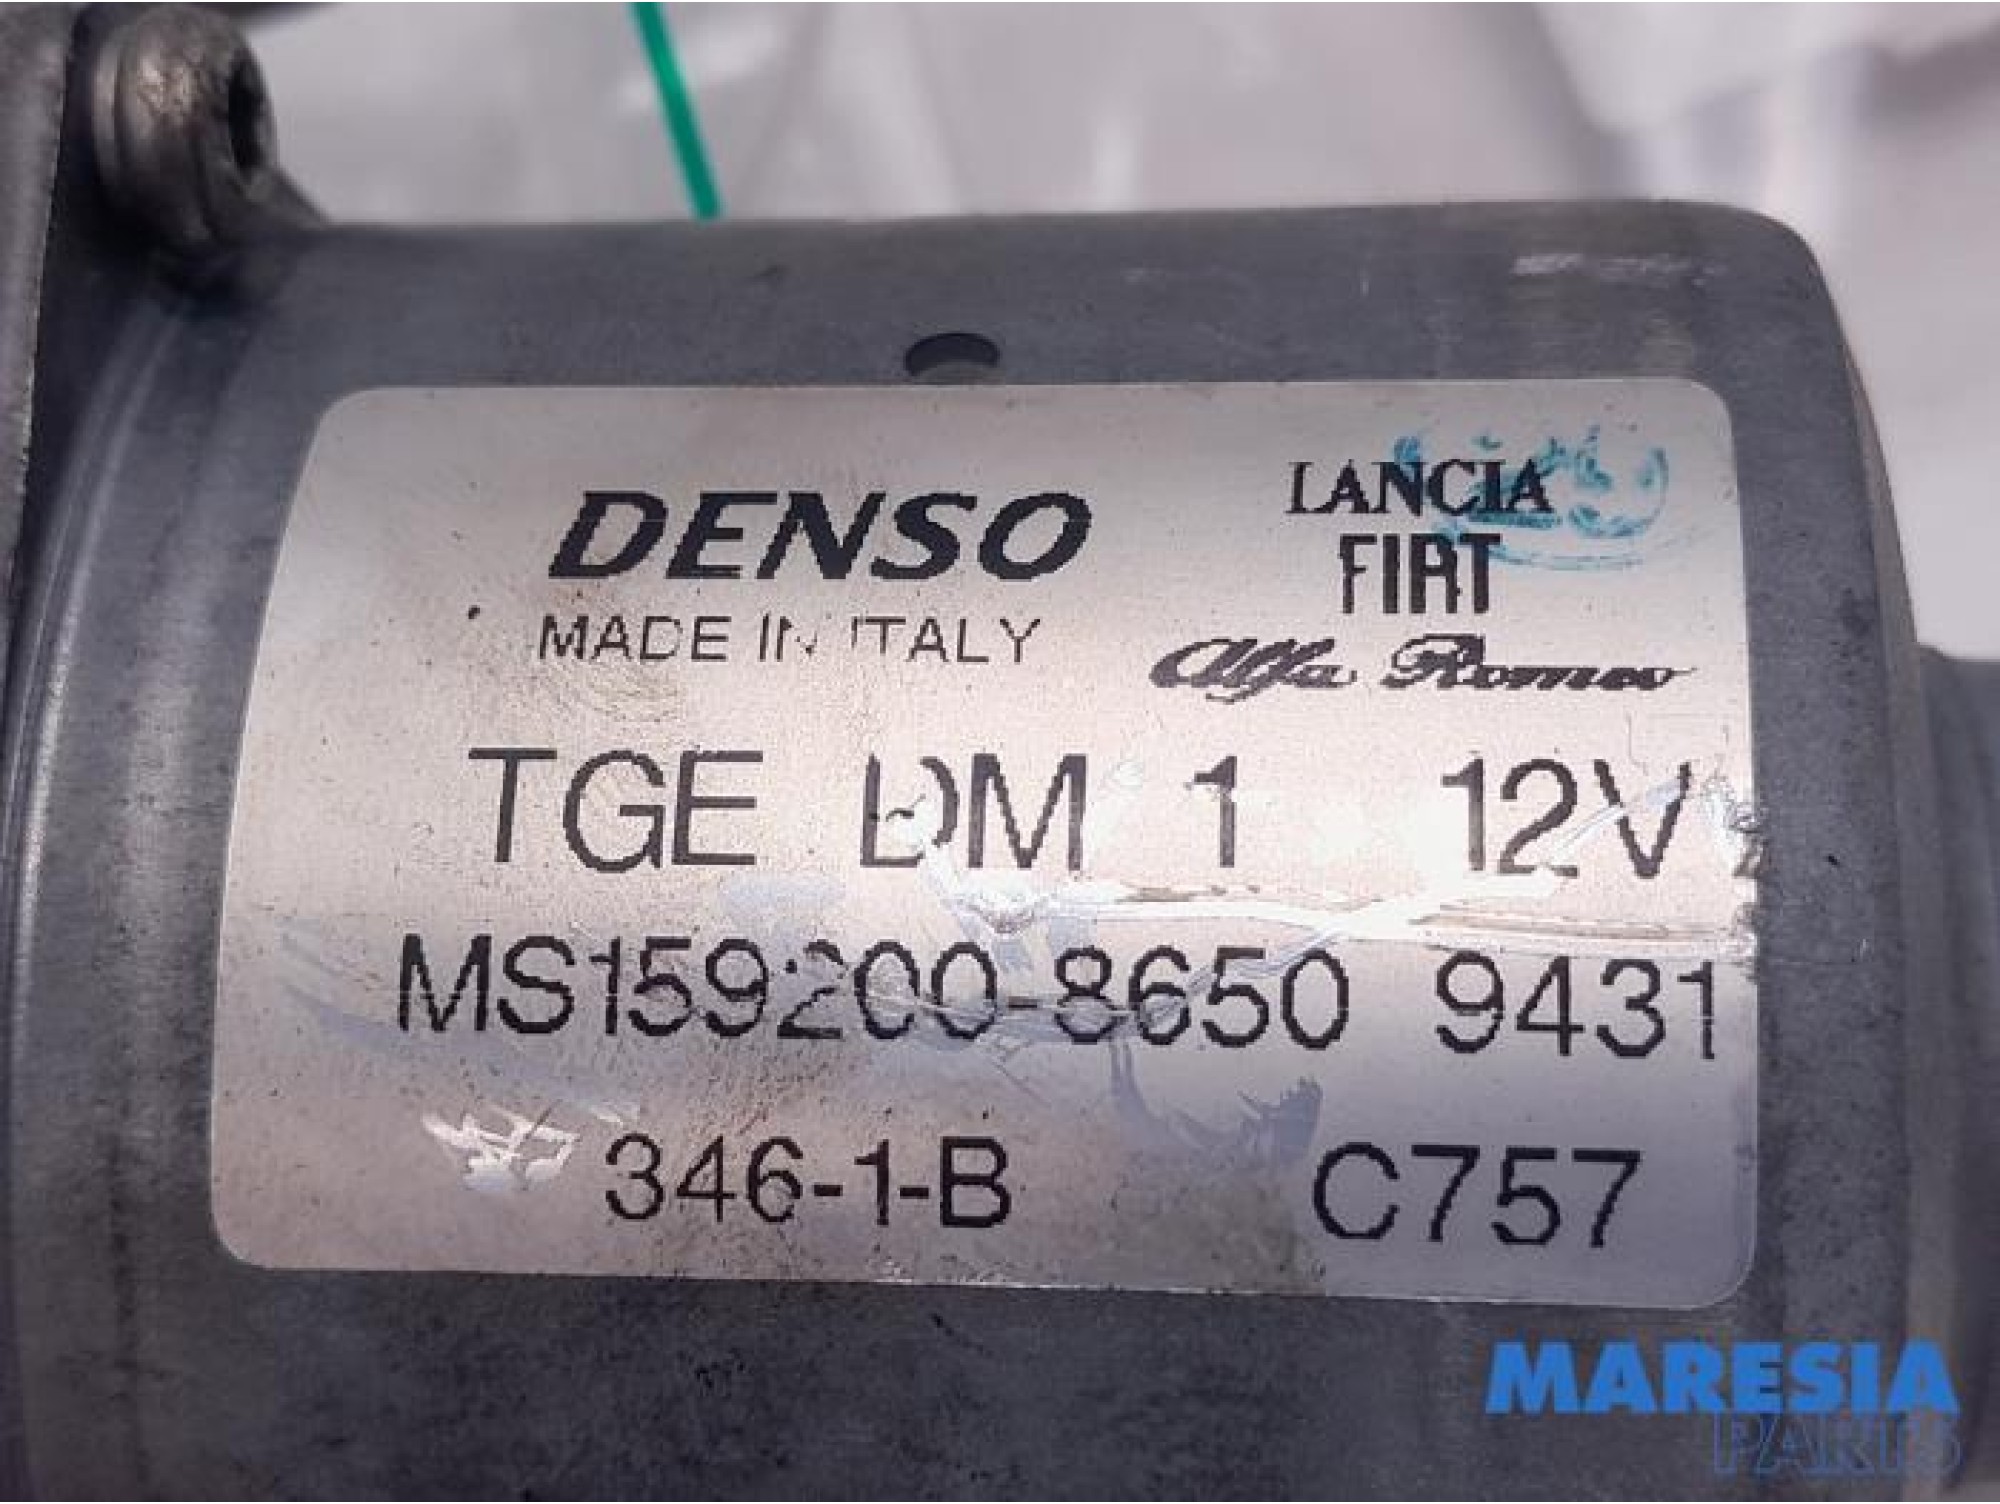 DENSO
MADE IN ITALY
LANCIA
FIAT
Alfa Romeo
TGE DM 1 12V
MS159200-8650 9431
346-1-B C757
MARESIA
PARTS